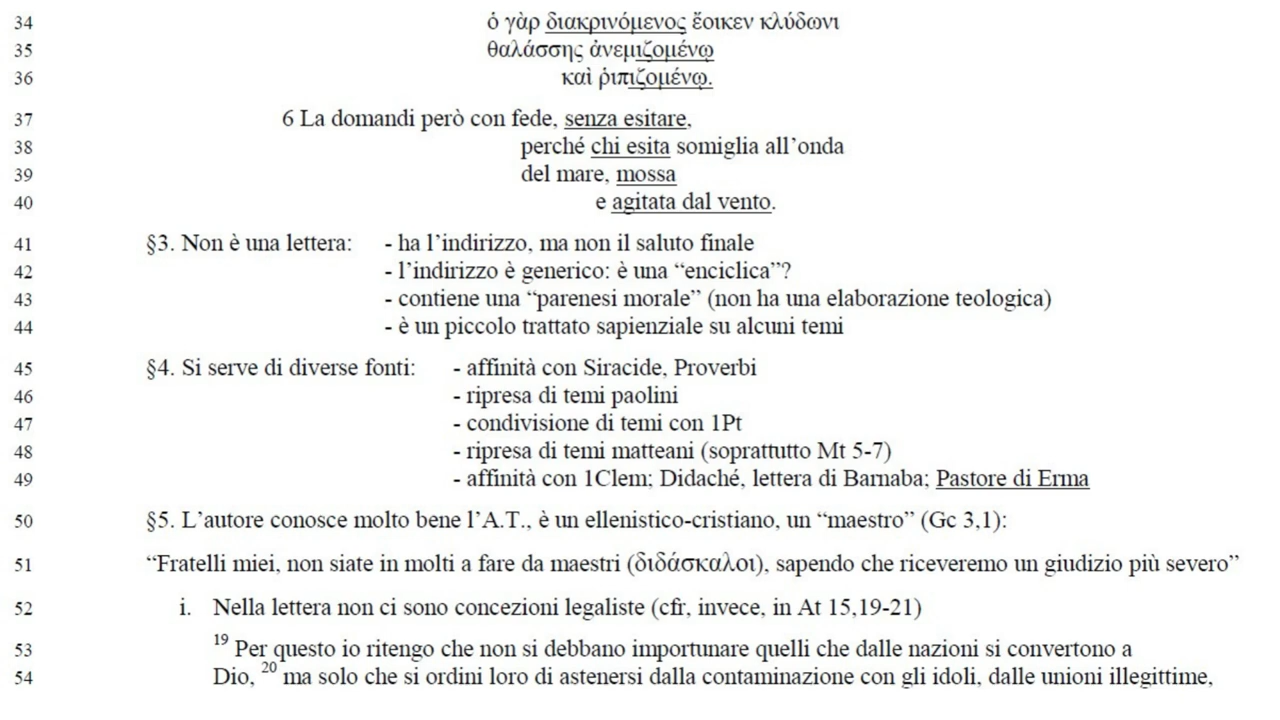 34 ὁ γὰρ διακρινόμενος ἔοικεν κλύδωνι
35 θαλάσσης ἀνεμιζομένῳ
36 καὶ ῥιπιζομένῳ.
37 6 La domandi però con fede, senza esitare,
38 perché chi esita somiglia all’onda
39 del mare, mossa
40 e agitata dal vento.
41 §3. Non è una lettera: - ha l’indirizzo, ma non il saluto finale
42 - l’indirizzo è generico: è una “enciclica”?
43 - contiene una “parenesi morale” (non ha una elaborazione teologica)
44 - è un piccolo trattato sapienziale su alcuni temi
45 §4. Si serve di diverse fonti: - affinità con Siracide, Proverbi
46 - ripresa di temi paolini
47 - condivisione di temi con 1Pt
48 - ripresa di temi matteani (soprattutto Mt 5-7)
49 - affinità con 1Clem; Didaché, lettera di Barnaba; Pastore di Erma
50 §5. L’autore conosce molto bene l’A.T., è un ellenistico-cristiano, un “maestro” (Gc 3,1):
51 “Fratelli miei, non siate in molti a fare da maestri (διδάσκαλοι), sapendo che riceveremo un giudizio più severo”
52 i. Nella lettera non ci sono concezioni legaliste (cfr, invece, in At 15,19-21)
53 19 Per questo io ritengo che non si debbano importunare quelli che dalle nazioni si convertono a
54 Dio, 20 ma solo che si ordini loro di astenersi dalla contaminazione con gli idoli, dalle unioni illegittime,